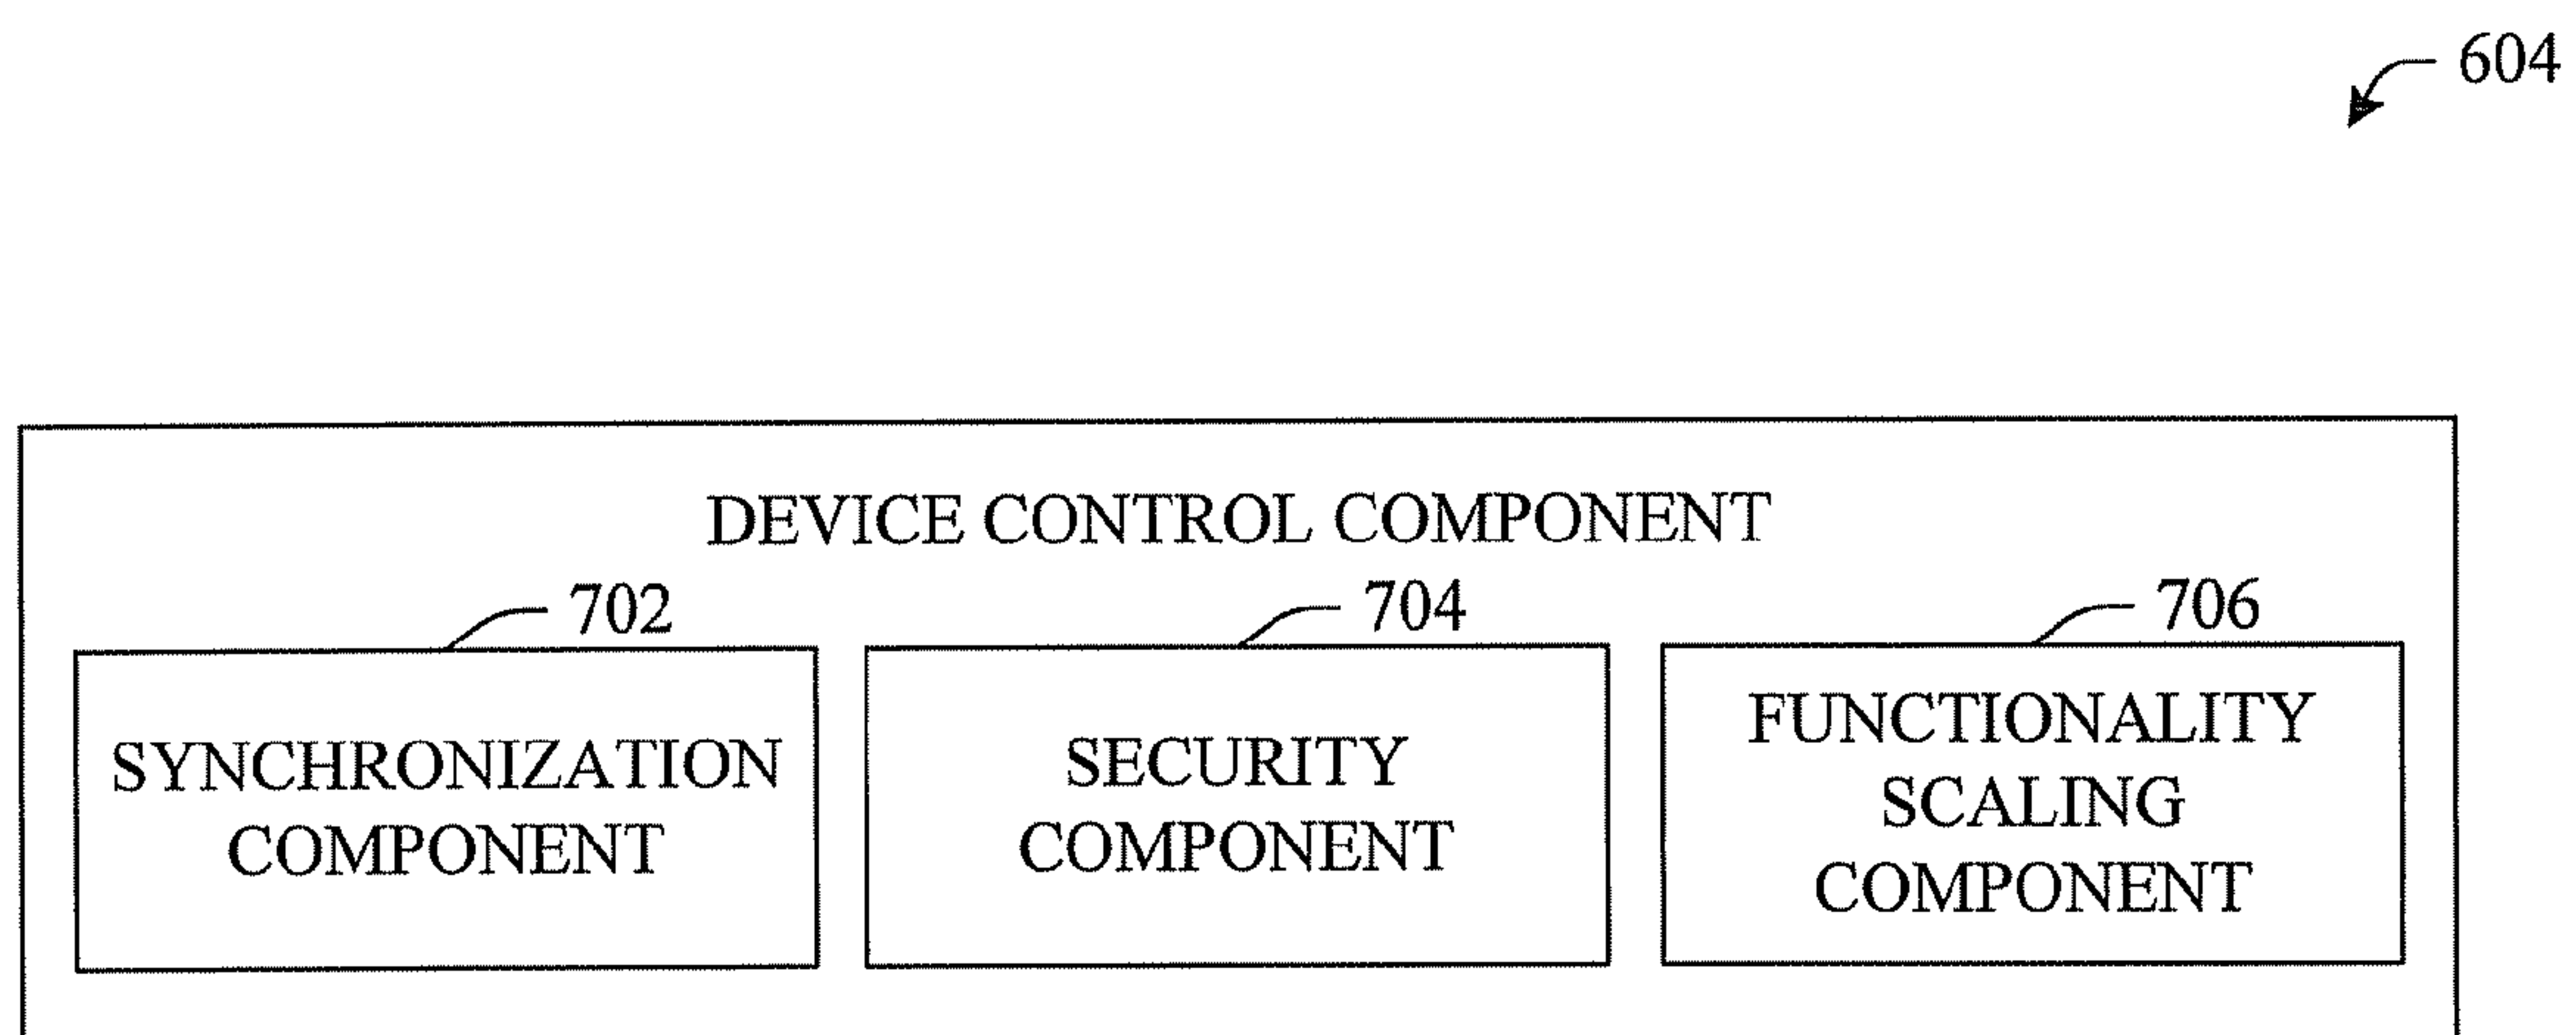 604
DEVICE CONTROL COMPONENT
702
704
706
SYNCHRONIZATION
COMPONENT
SECURITY
COMPONENT
FUNCTIONALITY
SCALING
COMPONENT